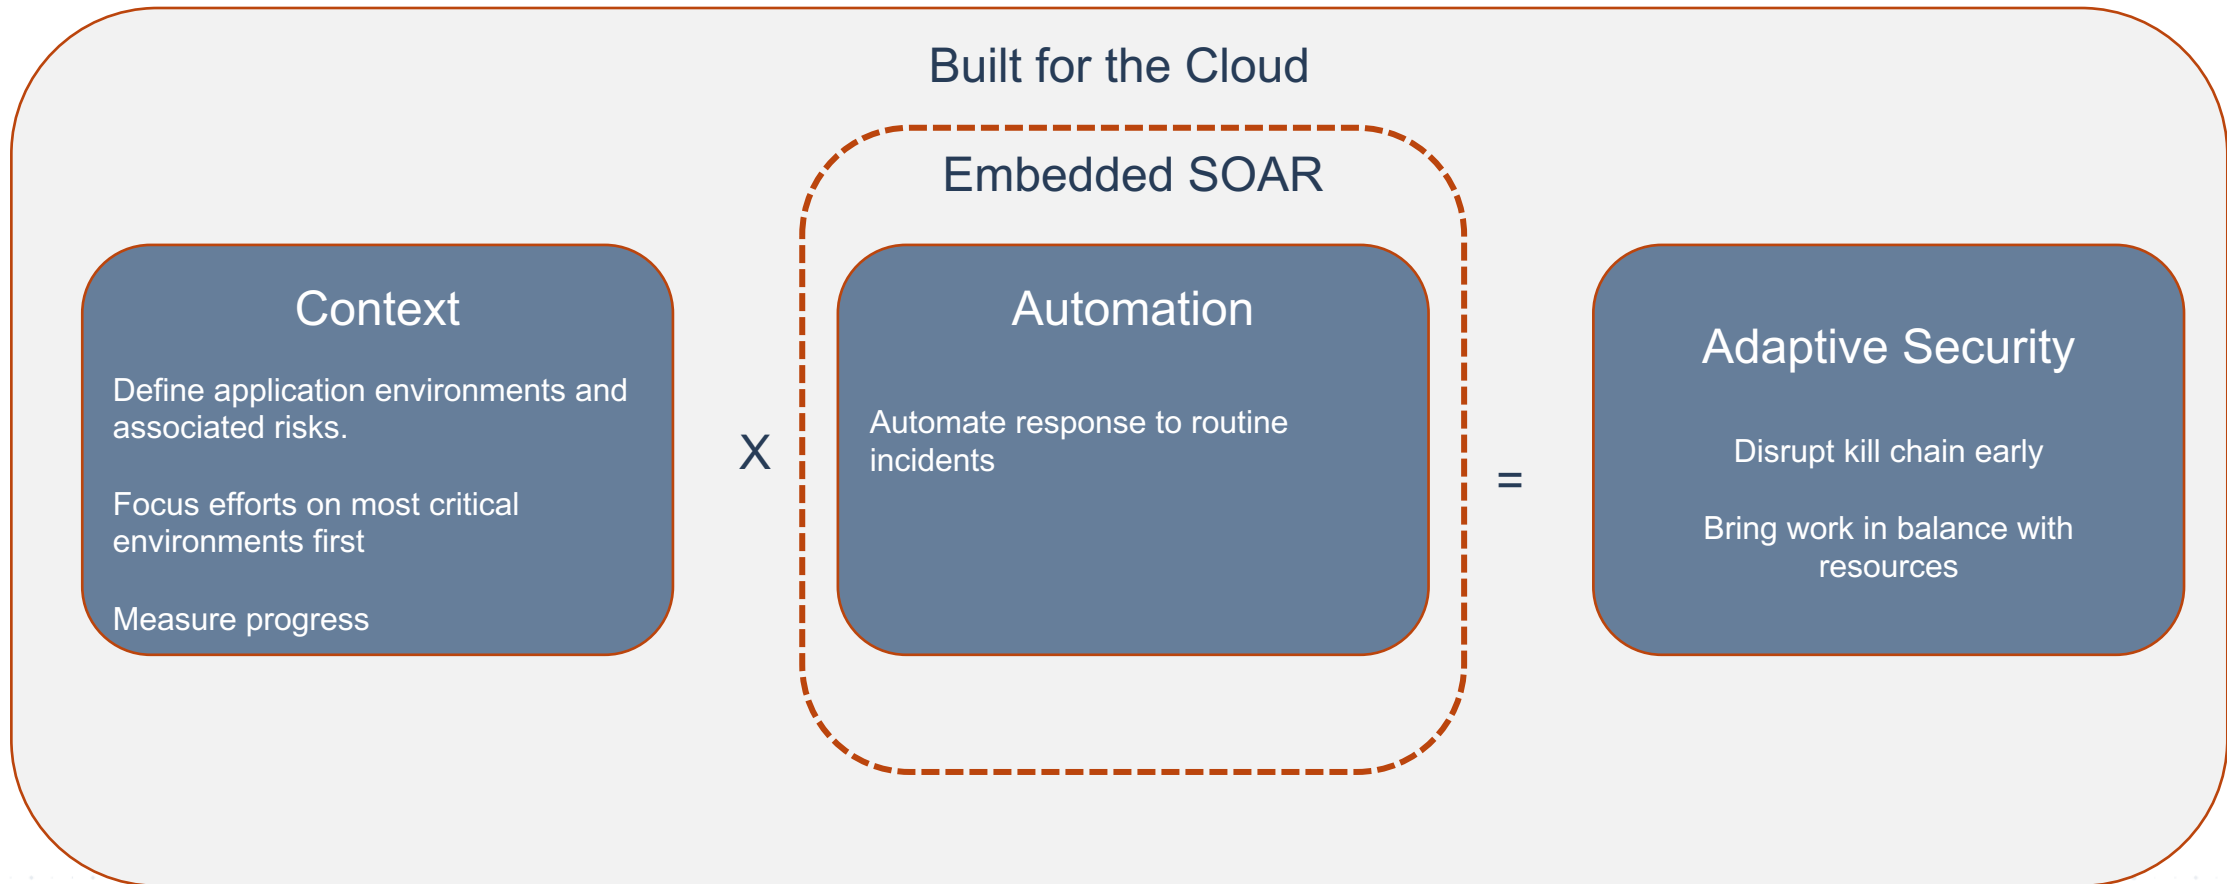 Built for the Cloud
Embedded SOAR
Context
Define application environments and
associated risks.
Focus efforts on most critical
environments first
Measure progress
X
Automation
Automate response to routine
incidents
=
Adaptive Security
Disrupt kill chain early
Bring work in balance with
resources